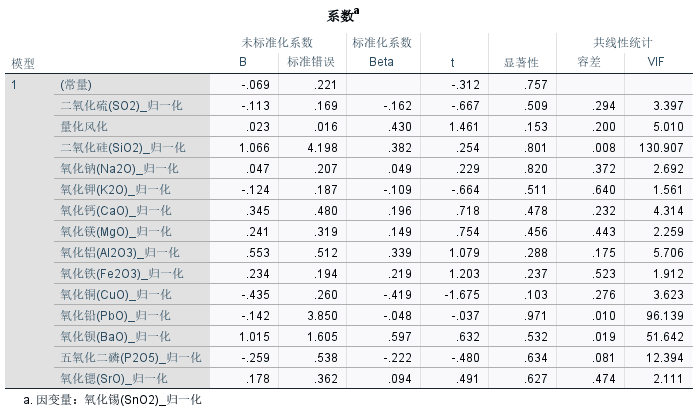 系数a
未标准化系数 标准化系数 共线性统计
模型 B 标准错误 Beta t 显著性 容差 VIF
1 (常量) -.069 .221 -.312 .757
二氧化硫(SO2)_归一化 -.113 .169 -.162 -.667 .509 .294 3.397
量化风化 .023 .016 .430 1.461 .153 .200 5.010
二氧化硅(SiO2)_归一化 1.066 4.198 .382 .254 .801 .008 130.907
氧化钠(Na2O)_归一化 .047 .207 .049 .229 .820 .372 2.692
氧化钾(K2O)_归一化 -.124 .187 -.109 -.664 .511 .640 1.561
氧化钙(CaO)_归一化 .345 .480 .196 .718 .478 .232 4.314
氧化镁(MgO)_归一化 .241 .319 .149 .754 .456 .443 2.259
氧化铝(Al2O3)_归一化 .553 .512 .339 1.079 .288 .175 5.706
氧化铁(Fe2O3)_归一化 .234 .194 .219 1.203 .237 .523 1.912
氧化铜(CuO)_归一化 -.435 .260 -.419 -1.675 .103 .276 3.623
氧化铅(PbO)_归一化 -.142 3.850 -.048 -.037 .971 .010 96.139
氧化钡(BaO)_归一化 1.015 1.605 .597 .632 .532 .019 51.642
五氧化二磷(P2O5)_归一化 -.259 .538 -.222 -.480 .634 .081 12.394
氧化锶(SrO)_归一化 .178 .362 .094 .491 .627 .474 2.111
a. 因变量：氧化锡(SnO2)_归一化